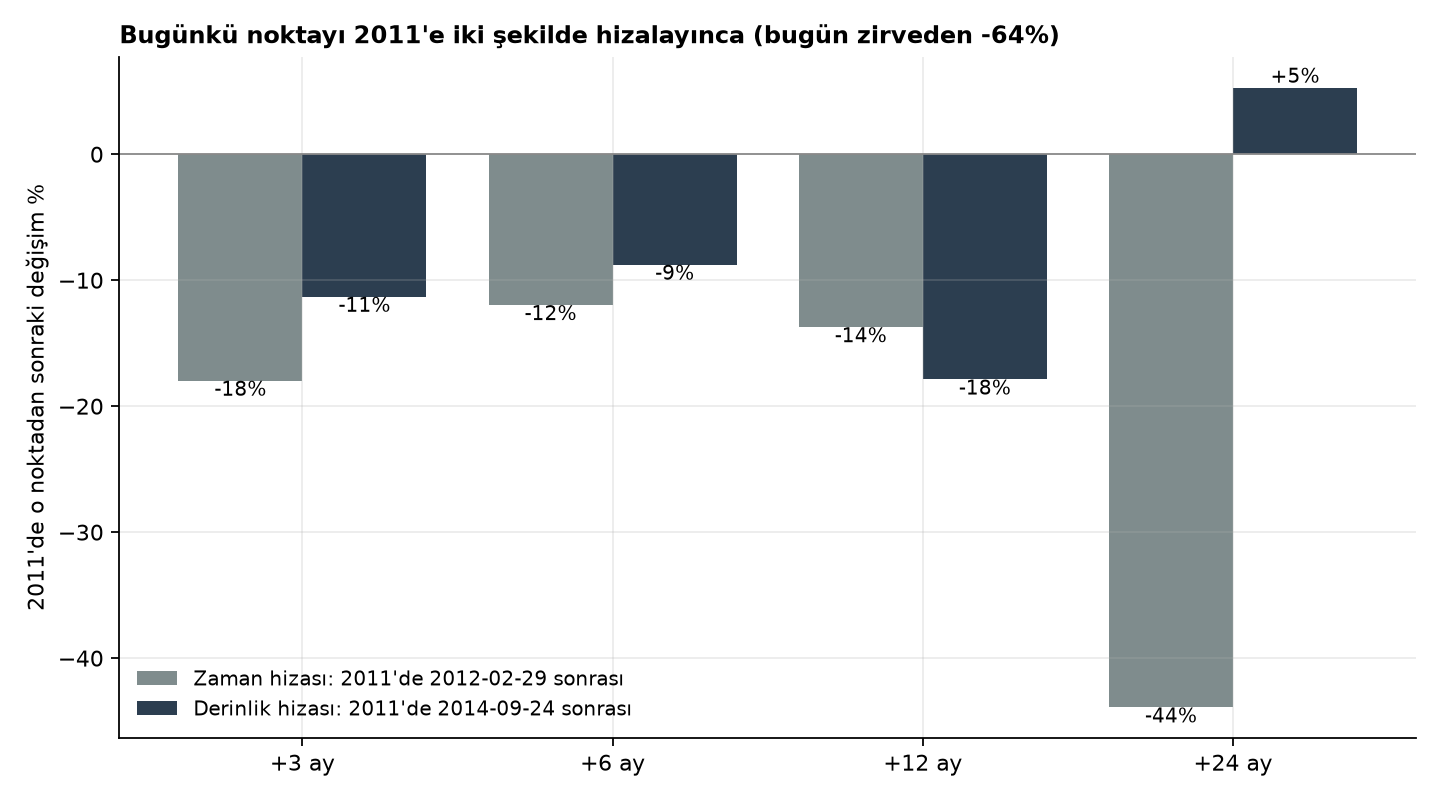 Bugünkü noktayı 2011'e iki şekilde hizalayınca (bugün zirveden -64%)
2011'de o noktadan sonraki değişim %
0
−10
−20
−30
−40
-18%
-11%
-12%
-9%
-14%
-18%
-44%
+5%
Zaman hizası: 2011'de 2012-02-29 sonrası
Derinlik hizası: 2011'de 2014-09-24 sonrası
+3 ay
+6 ay
+12 ay
+24 ay